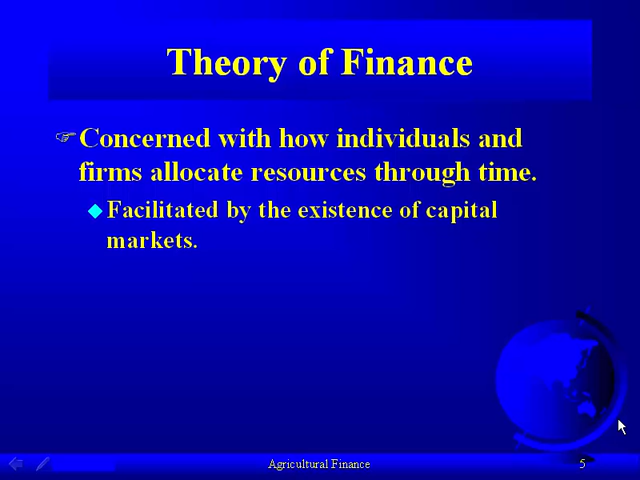 Theory of Finance
Concerned with how individuals and
firms allocate resources through time.
Facilitated by the existence of capital
markets.
Agricultural Finance
5